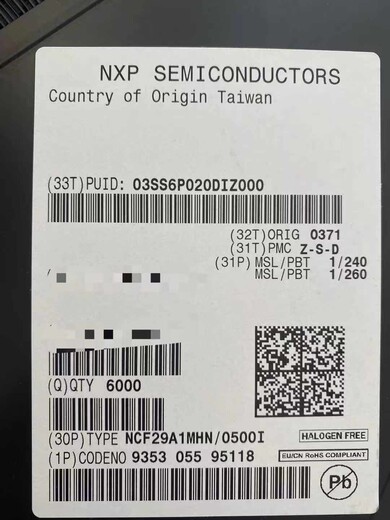 NXP SEMICONDUCTORS
Country of Origin Taiwan
(33T)PUID: 03SS6P020DIZ000
(32T)ORIG 0371
(31T)PMC Z-S-D
(31P) MSL/PBT 1/240
MSL/PBT 1/260
(Q)QTY 6000
(30P)TYPE NCF29A1MHN/0500I
HALOGEN FREE
(1P)CODENO 9353 055 95118
EU/CN RoHS COMPLIANT
Pb